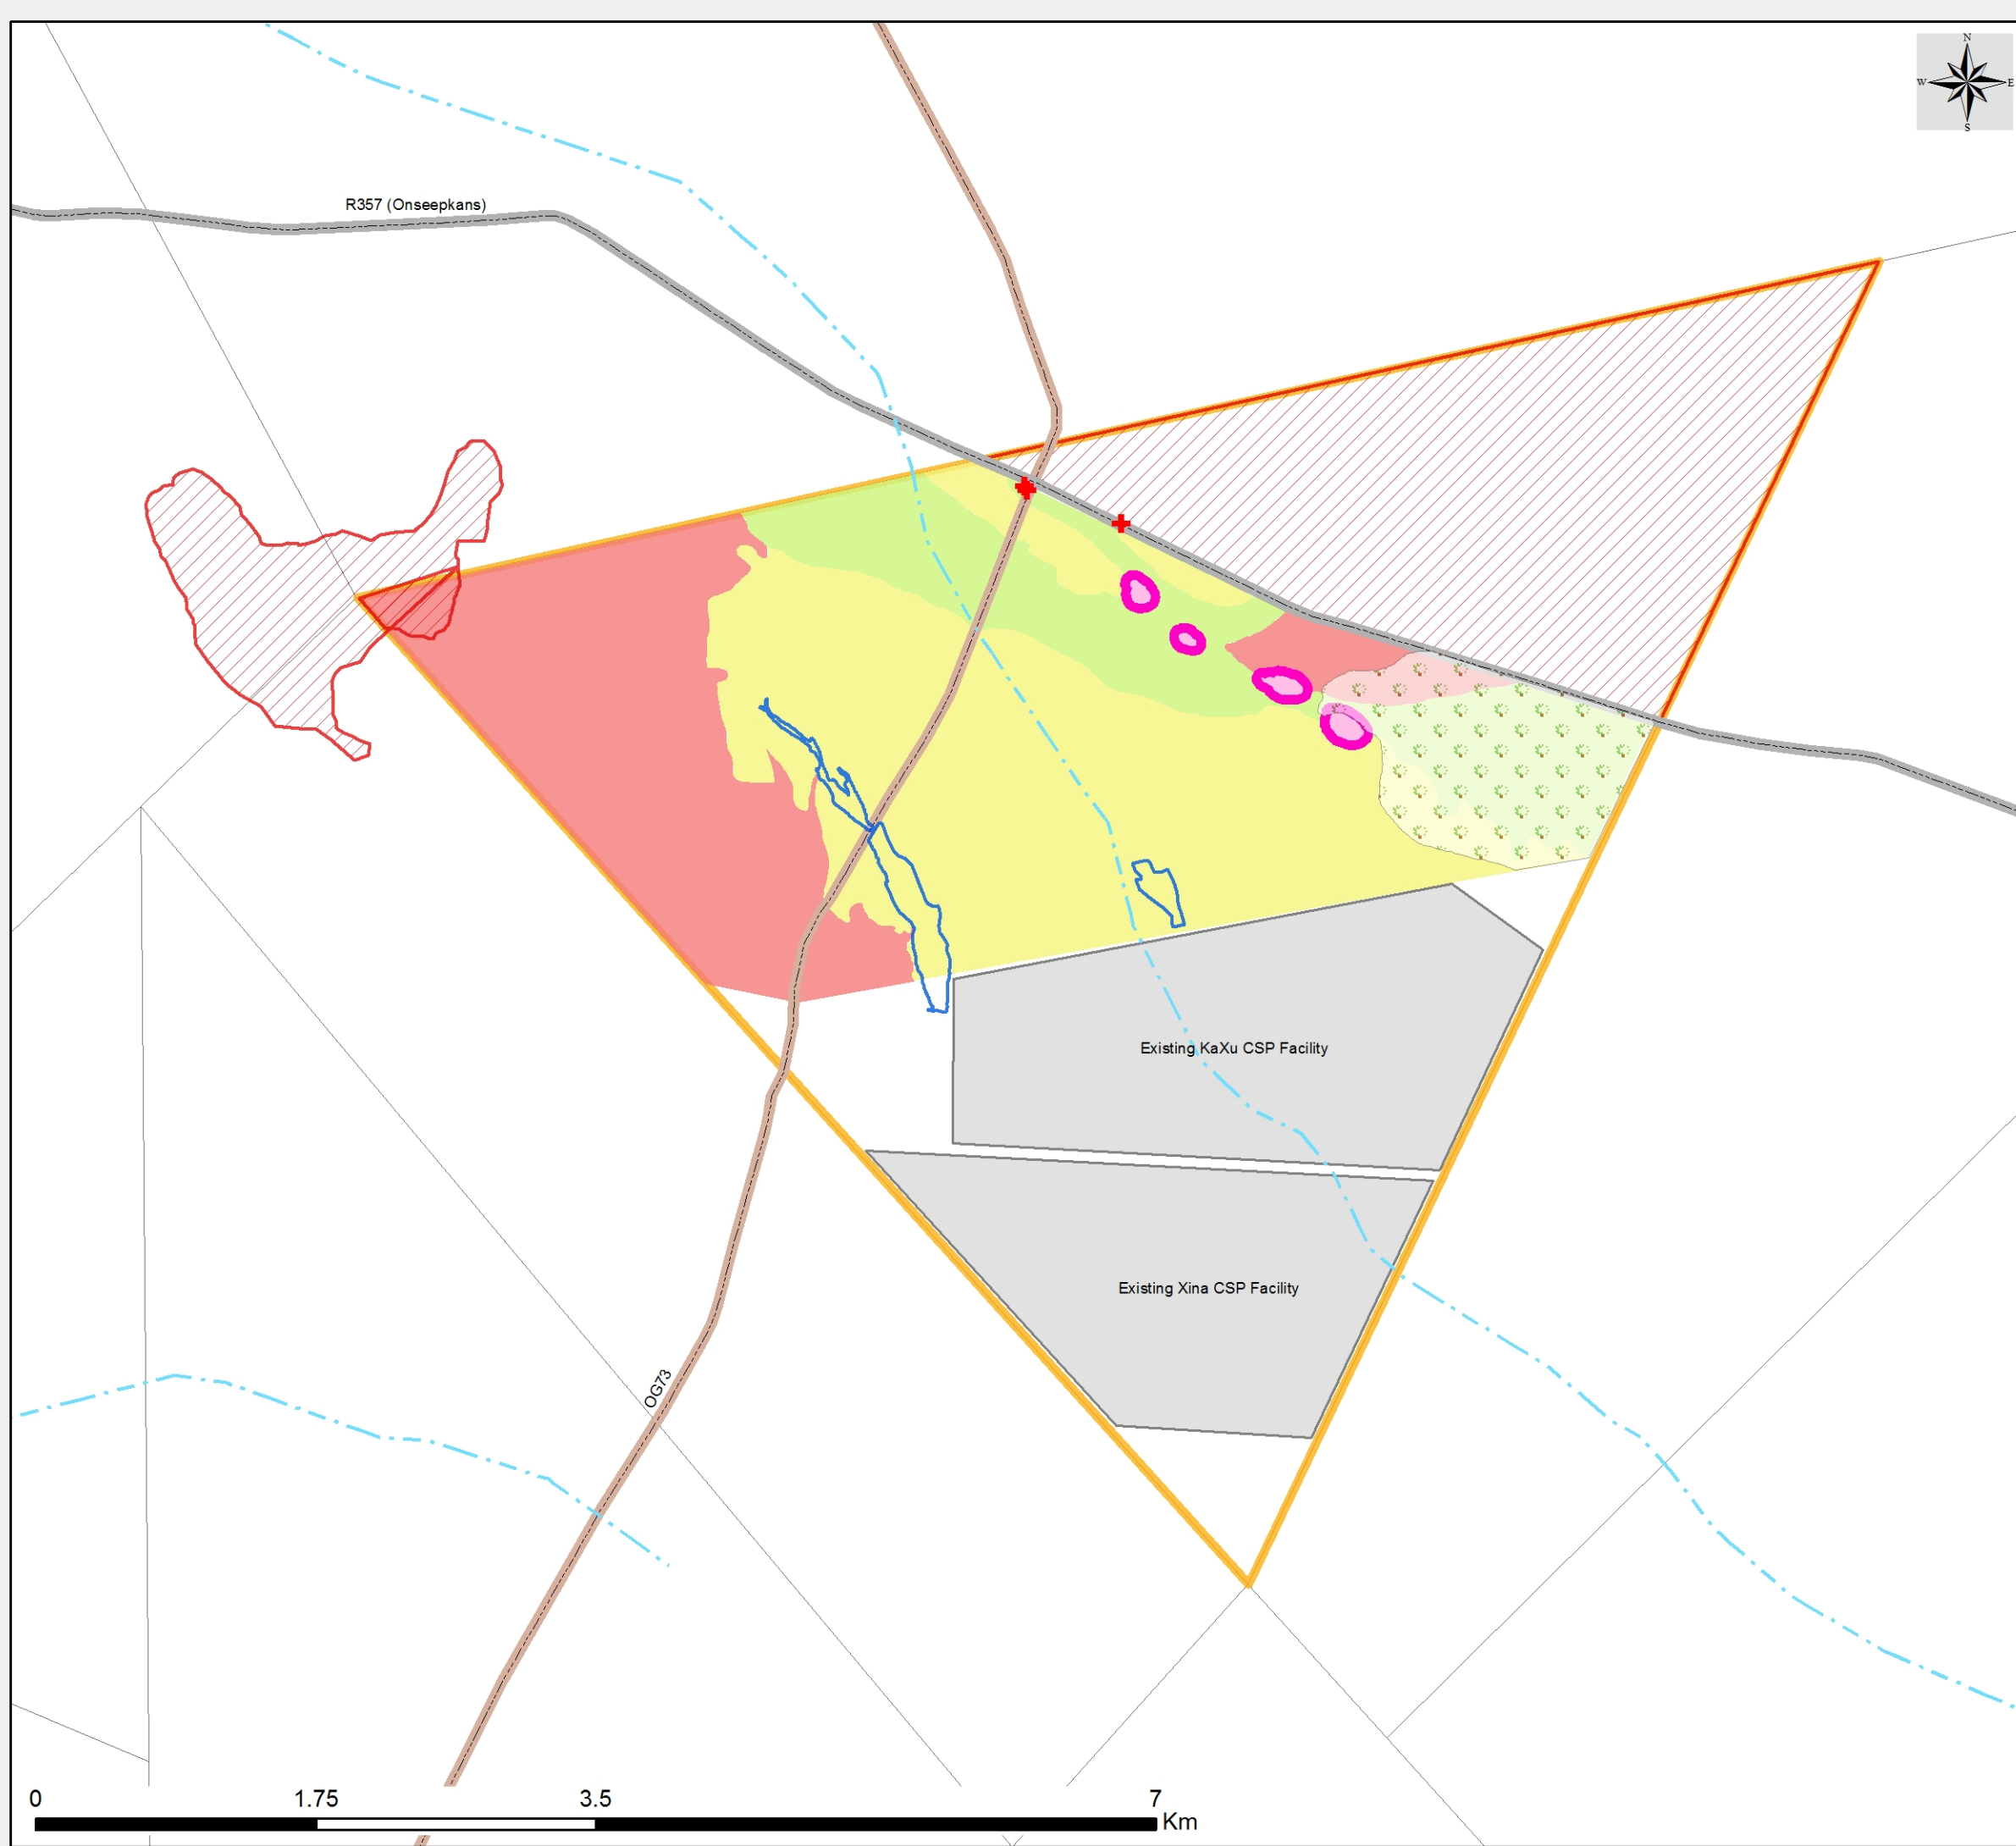 N
W E
S
R357 (Onseepkans)
Existing KaXu CSP Facility
Existing Xina CSP Facility
OG73
0 1.75 3.5 7
Km